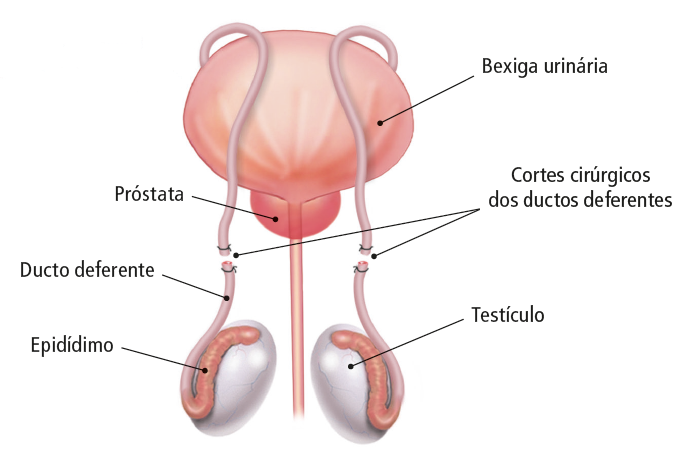 Bexiga urinária
Cortes cirúrgicos
dos ductos deferentes
Próstata
Ducto deferente
Testículo
Epidídimo